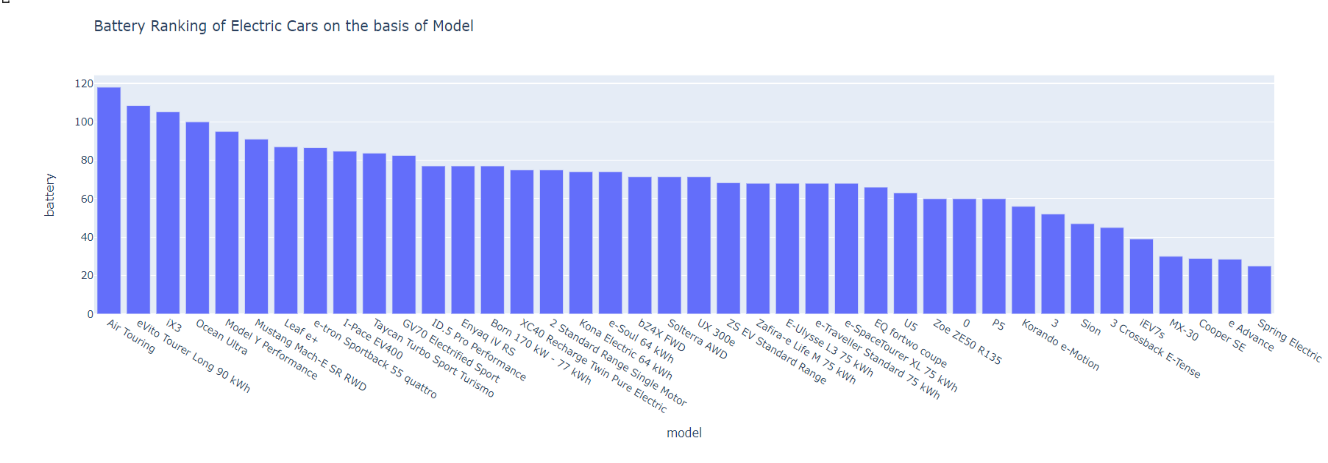 Battery Ranking of Electric Cars on the basis of Model
battery
120
100
80
60
40
20
0
Air Touring
eVito Tourer Long 90 kWh
iX3
Ocean Ultra
Model Y Performance
Mustang Mach-E SR RWD
Leaf e+
e-tron Sportback 55 quattro
I-Pace EV400
Taycan Turbo Sport Turismo
GV70 Electrified Sport
ID.5 Pro Performance
Enyaq iV RS
Born 170 kW - 77 kWh
XC40 Recharge Twin Pure Electric
2 Standard Range Single Motor
Kona Electric 64 kWh
e-Soul 64 kWh
bZ4X FWD
Solterra AWD
UX 300e
ZS EV Standard Range
Zafira-e Life M 75 kWh
E-Ulysse L3 75 kWh
e-Traveller Standard 75 kWh
e-SpaceTourer XL 75 kWh
EQ fortwo coupe
U5
Zoe ZE50 R135
0
P5
Korando e-Motion
3
Sion
3 Crossback E-Tense
iEV7s
MX-30
Cooper SE
e Advance
Spring Electric
model